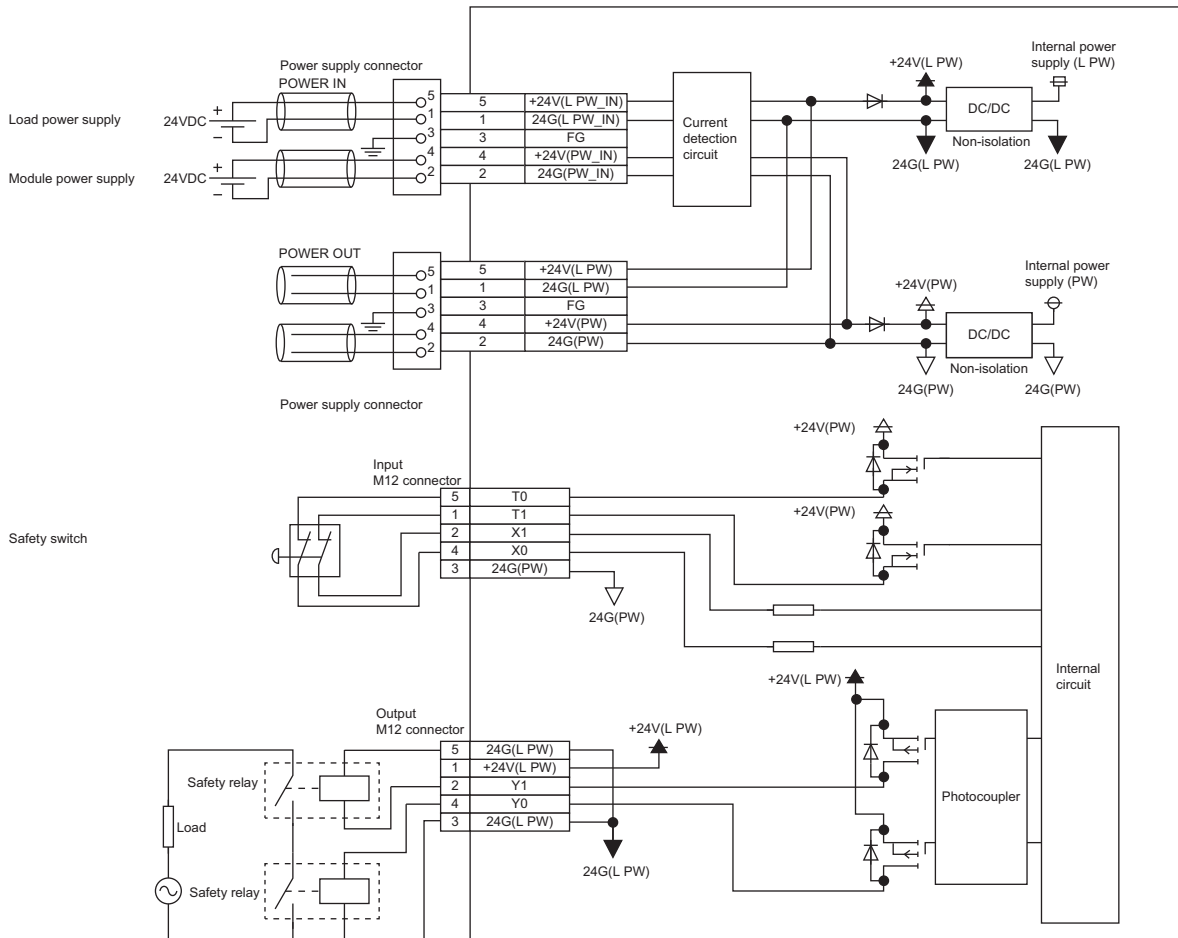 Power supply connector
POWER IN
Load power supply
24VDC
+
−
Module power supply
24VDC
+
−
5
1
3
4
2
5 +24V(L PW_IN)
1 24G(L PW_IN)
3 FG
4 +24V(PW_IN)
2 24G(PW_IN)
Current
detection
circuit
+24V(L PW)
24G(L PW)
DC/DC
Non-isolation
Internal power
supply (L PW)
24G(L PW)
POWER OUT
5
1
3
4
2
5 +24V(L PW)
1 24G(L PW)
3 FG
4 +24V(PW)
2 24G(PW)
Power supply connector
+24V(PW)
24G(PW)
DC/DC
Non-isolation
Internal power
supply (PW)
24G(PW)
Safety switch
Input
M12 connector
5 T0
1 T1
2 X1
4 X0
3 24G(PW)
24G(PW)
+24V(PW)
+24V(PW)
Internal
circuit
Output
M12 connector
5 24G(L PW)
1 +24V(L PW)
2 Y1
4 Y0
3 24G(L PW)
+24V(L PW)
24G(L PW)
+24V(L PW)
Photocoupler
Safety relay
Load
Safety relay